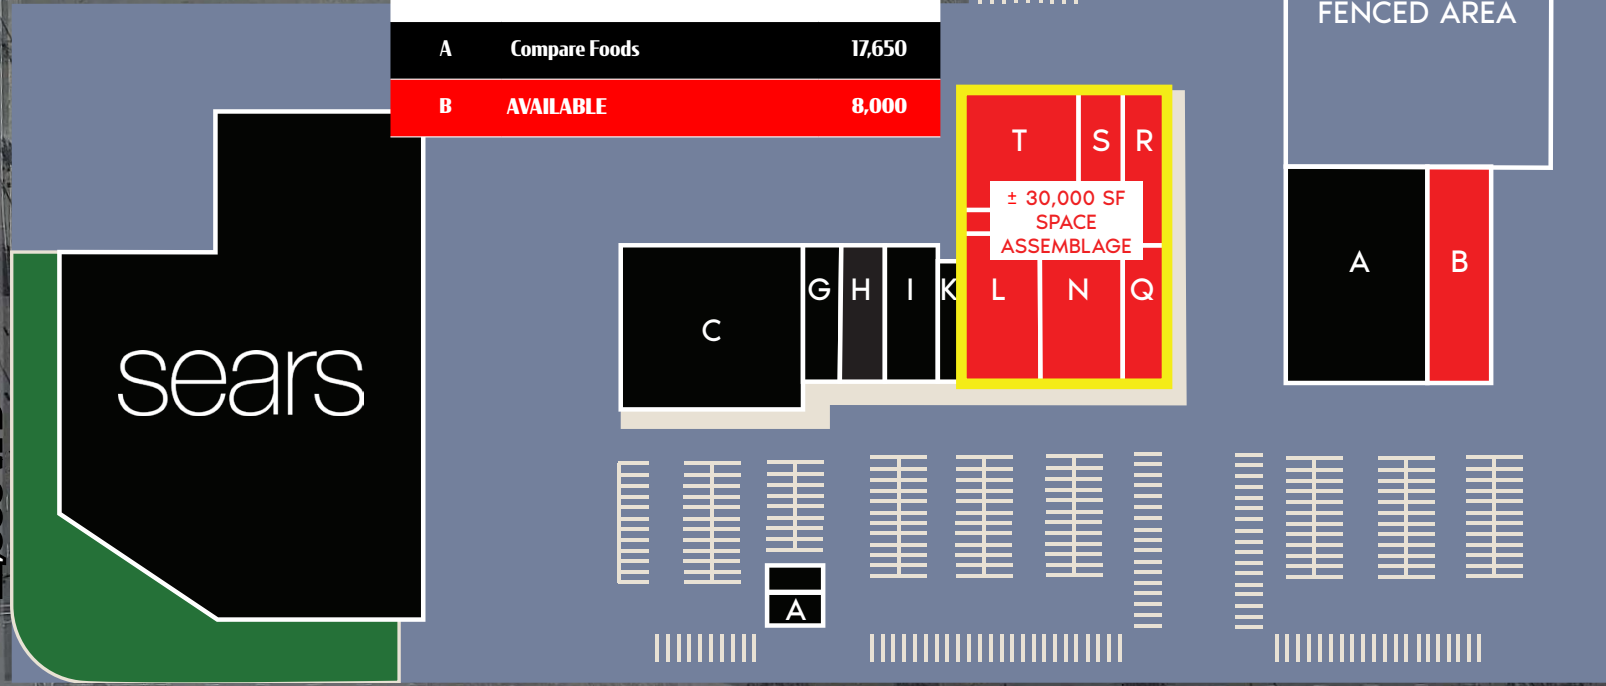 FENCED AREA
A Compare Foods 17,650
B AVAILABLE 8,000
T S R
± 30,000 SF
SPACE
ASSEMBLAGE
A B
G H I K L N Q
C
sears
A